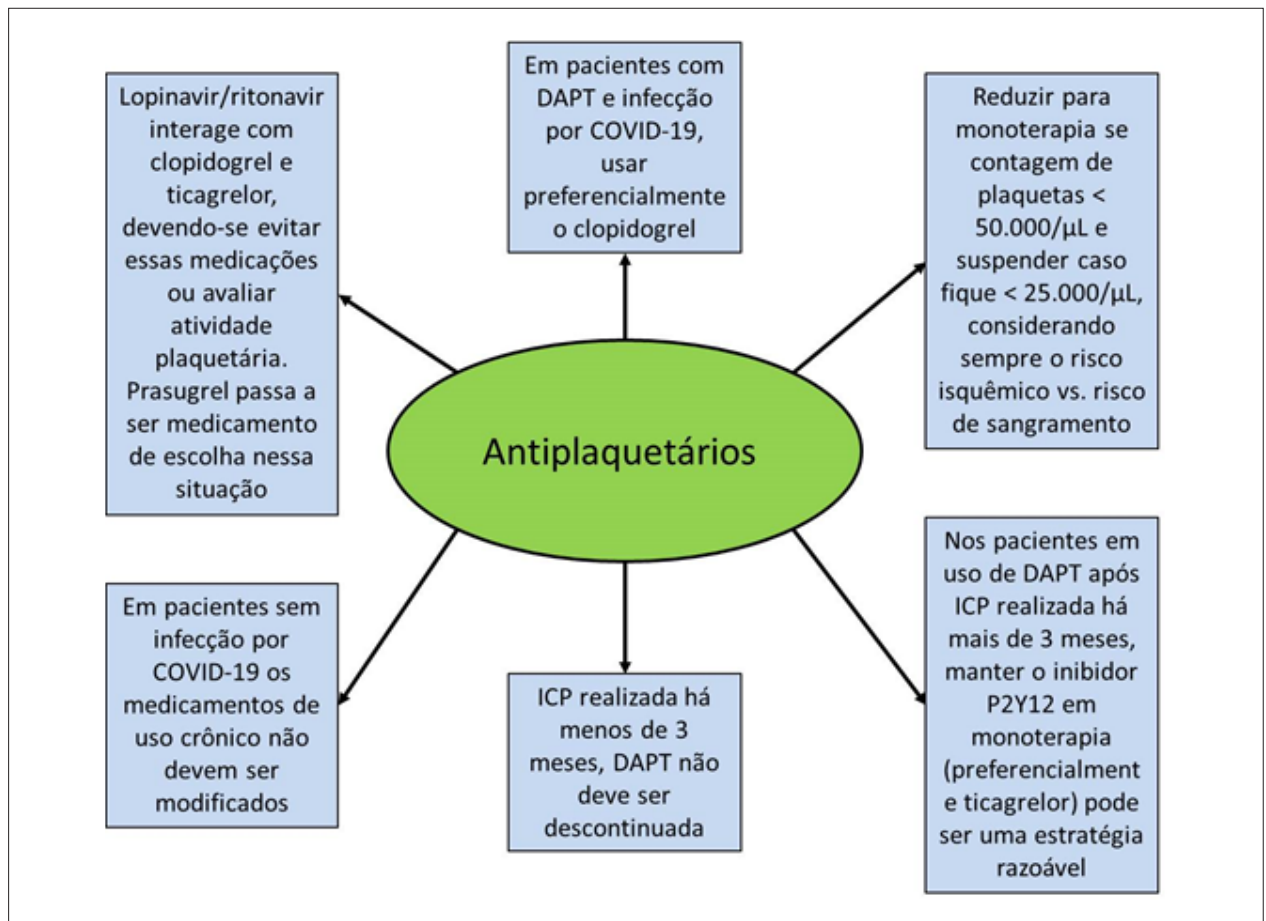 Lopinavir/ritonavir
interage com
clopidogrel e
ticagrelor,
devendo-se evitar
essas medicações
ou avaliar
atividade
plaquetária.
Prasugrel passa a
ser medicamento
de escolha nessa
situação
Em pacientes com
DAPT e infecção
por COVID-19,
usar
preferencialmente
o clopidogrel
Reduzir para
monoterapia se
contagem de
plaquetas <
50.000/µL e
suspender caso
fique < 25.000/µL,
considerando
sempre o risco
isquêmico vs. risco
de sangramento
Antiplaquetários
Em pacientes sem
infecção por
COVID-19 os
medicamentos de
uso crônico não
devem ser
modificados
ICP realizada há
menos de 3
meses, DAPT não
deve ser
descontinuada
Nos pacientes em
uso de DAPT após
ICP realizada há
mais de 3 meses,
manter o inibidor
P2Y12 em
monoterapia
(preferencialment
e ticagrelor) pode
ser uma estratégia
razoável